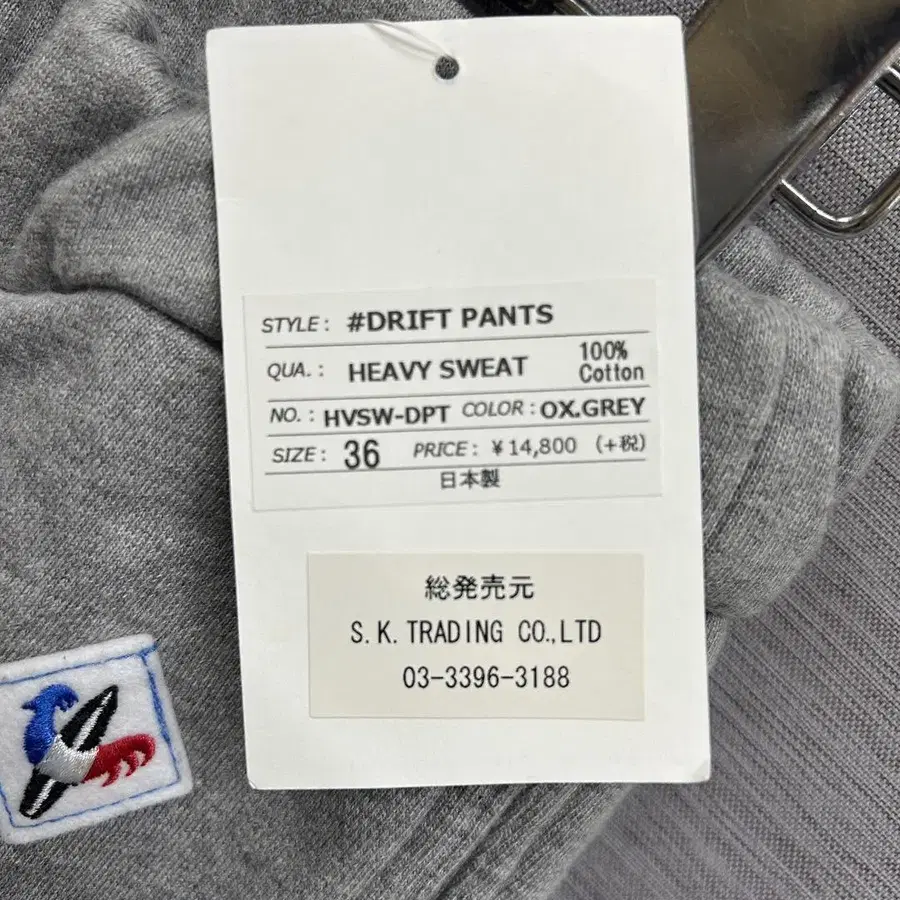 STYLE: #DRIFT PANTS
QUA.: HEAVY SWEAT 100% Cotton
NO.: HVSW-DPT COLOR: OX.GREY
SIZE: 36 PRICE: ¥14,800 (+税)
日本製
総発売元
S.K.TRADING CO.,LTD
03-3396-3188